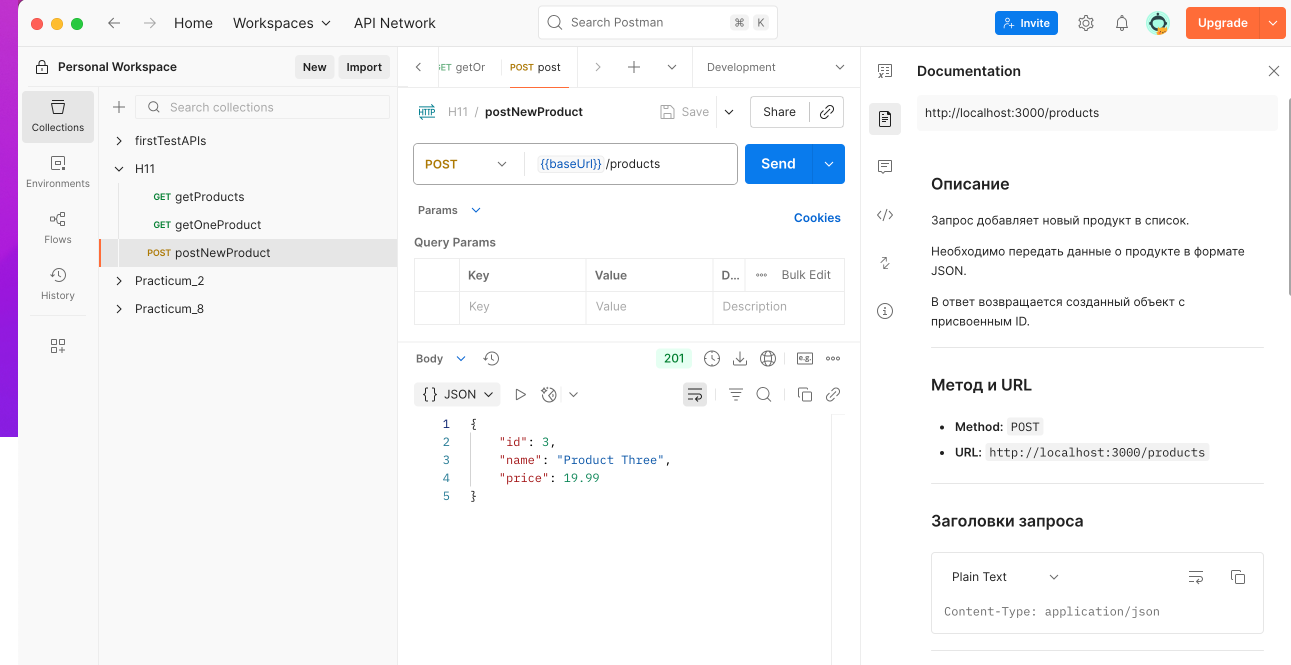 Home
Workspaces
API Network
Search Postman
⌘ K
Invite
Upgrade
Personal Workspace
New
Import
Collections
Environments
Flows
History
Search collections
firstTestAPIs
H11
GET getProducts
GET getOneProduct
POST postNewProduct
Practicum_2
Practicum_8
GET getOr
POST post
Development
HTTP
H11 / postNewProduct
Save
Share
POST
{{baseUrl}} /products
Send
Params
Cookies
Query Params
Key Value D... Bulk Edit
Key Value Description
Body
201
e.g.
{} JSON
1 {
2 "id": 3,
3 "name": "Product Three",
4 "price": 19.99
5 }
Documentation
http://localhost:3000/products
Описание
Запрос добавляет новый продукт в список.
Необходимо передать данные о продукте в формате
JSON.
В ответ возвращается созданный объект с
присвоенным ID.
Метод и URL
• Method: POST
• URL: http://localhost:3000/products
Заголовки запроса
Plain Text
Content-Type: application/json